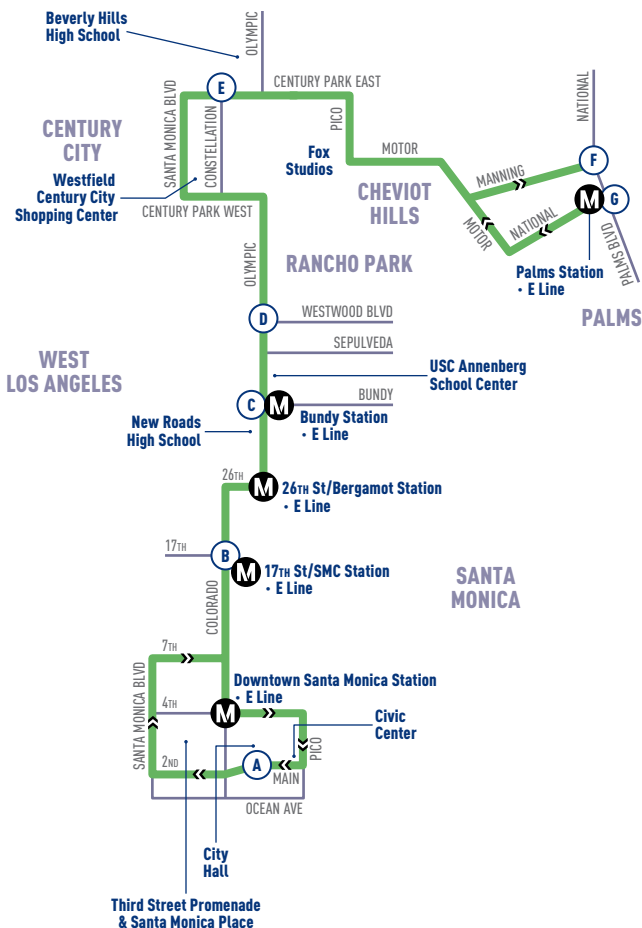 Beverly Hills
High School
OLYMPIC
NATIONAL
E
CENTURY PARK EAST
SANTA MONICA BLVD
CONSTELLATION
PICO
CENTURY
CITY
Fox
Studios
MOTOR
F
MANNING
Westfield
Century City
Shopping Center
CHEVIOT
HILLS
M
G
CENTURY PARK WEST
MOTOR
NATIONAL
PALMS BLVD
OLYMPIC
RANCHO PARK
Palms Station
• E Line
PALMS
D
WESTWOOD BLVD
SEPULVEDA
WEST
LOS ANGELES
USC Annenberg
School Center
BUNDY
C
M
Bundy Station
• E Line
New Roads
High School
26TH
M
26TH St/Bergamot Station
• E Line
17TH
B
M
17TH St/SMC Station
• E Line
SANTA
MONICA
COLORADO
7TH
Downtown Santa Monica Station
• E Line
SANTA MONICA BLVD
4TH
M
Civic
Center
PICO
2ND
A
MAIN
OCEAN AVE
City
Hall
Third Street Promenade
& Santa Monica Place